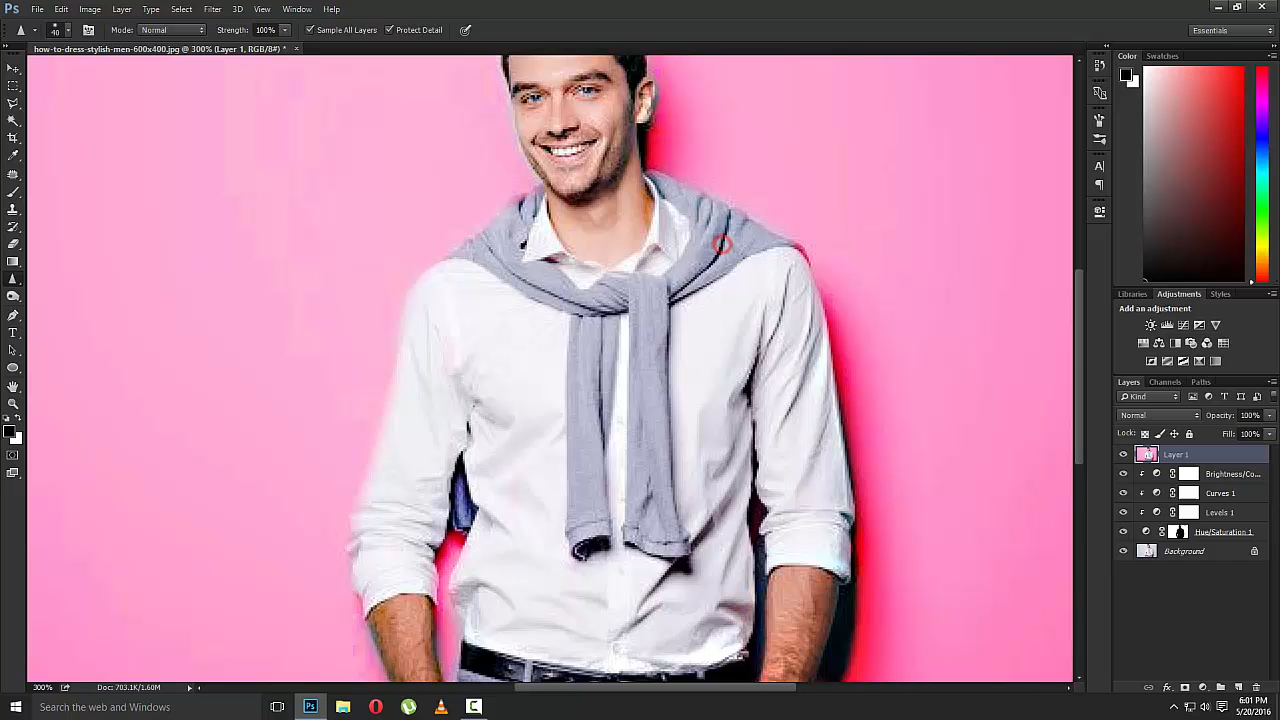 Ps File Edit Image Layer Type Select Filter 3D View Window Help
40 Mode: Normal Strength: 100% Sample All Layers Protect Detail Essentials
how-to-dress-stylish-men-600x400.jpg @ 300% (Layer 1, RGB/8#) * ×
Color Swatches
Libraries Adjustments Styles
Add an adjustment
Layers Channels Paths
Kind
Normal Opacity: 100%
Lock: Fill: 100%
Layer 1
Brightness/Co...
Curves 1
Levels 1
Hue/Saturation 1
Background
300% Doc: 703.1K/1.60M
Search the web and Windows
6:01 PM
5/20/2016